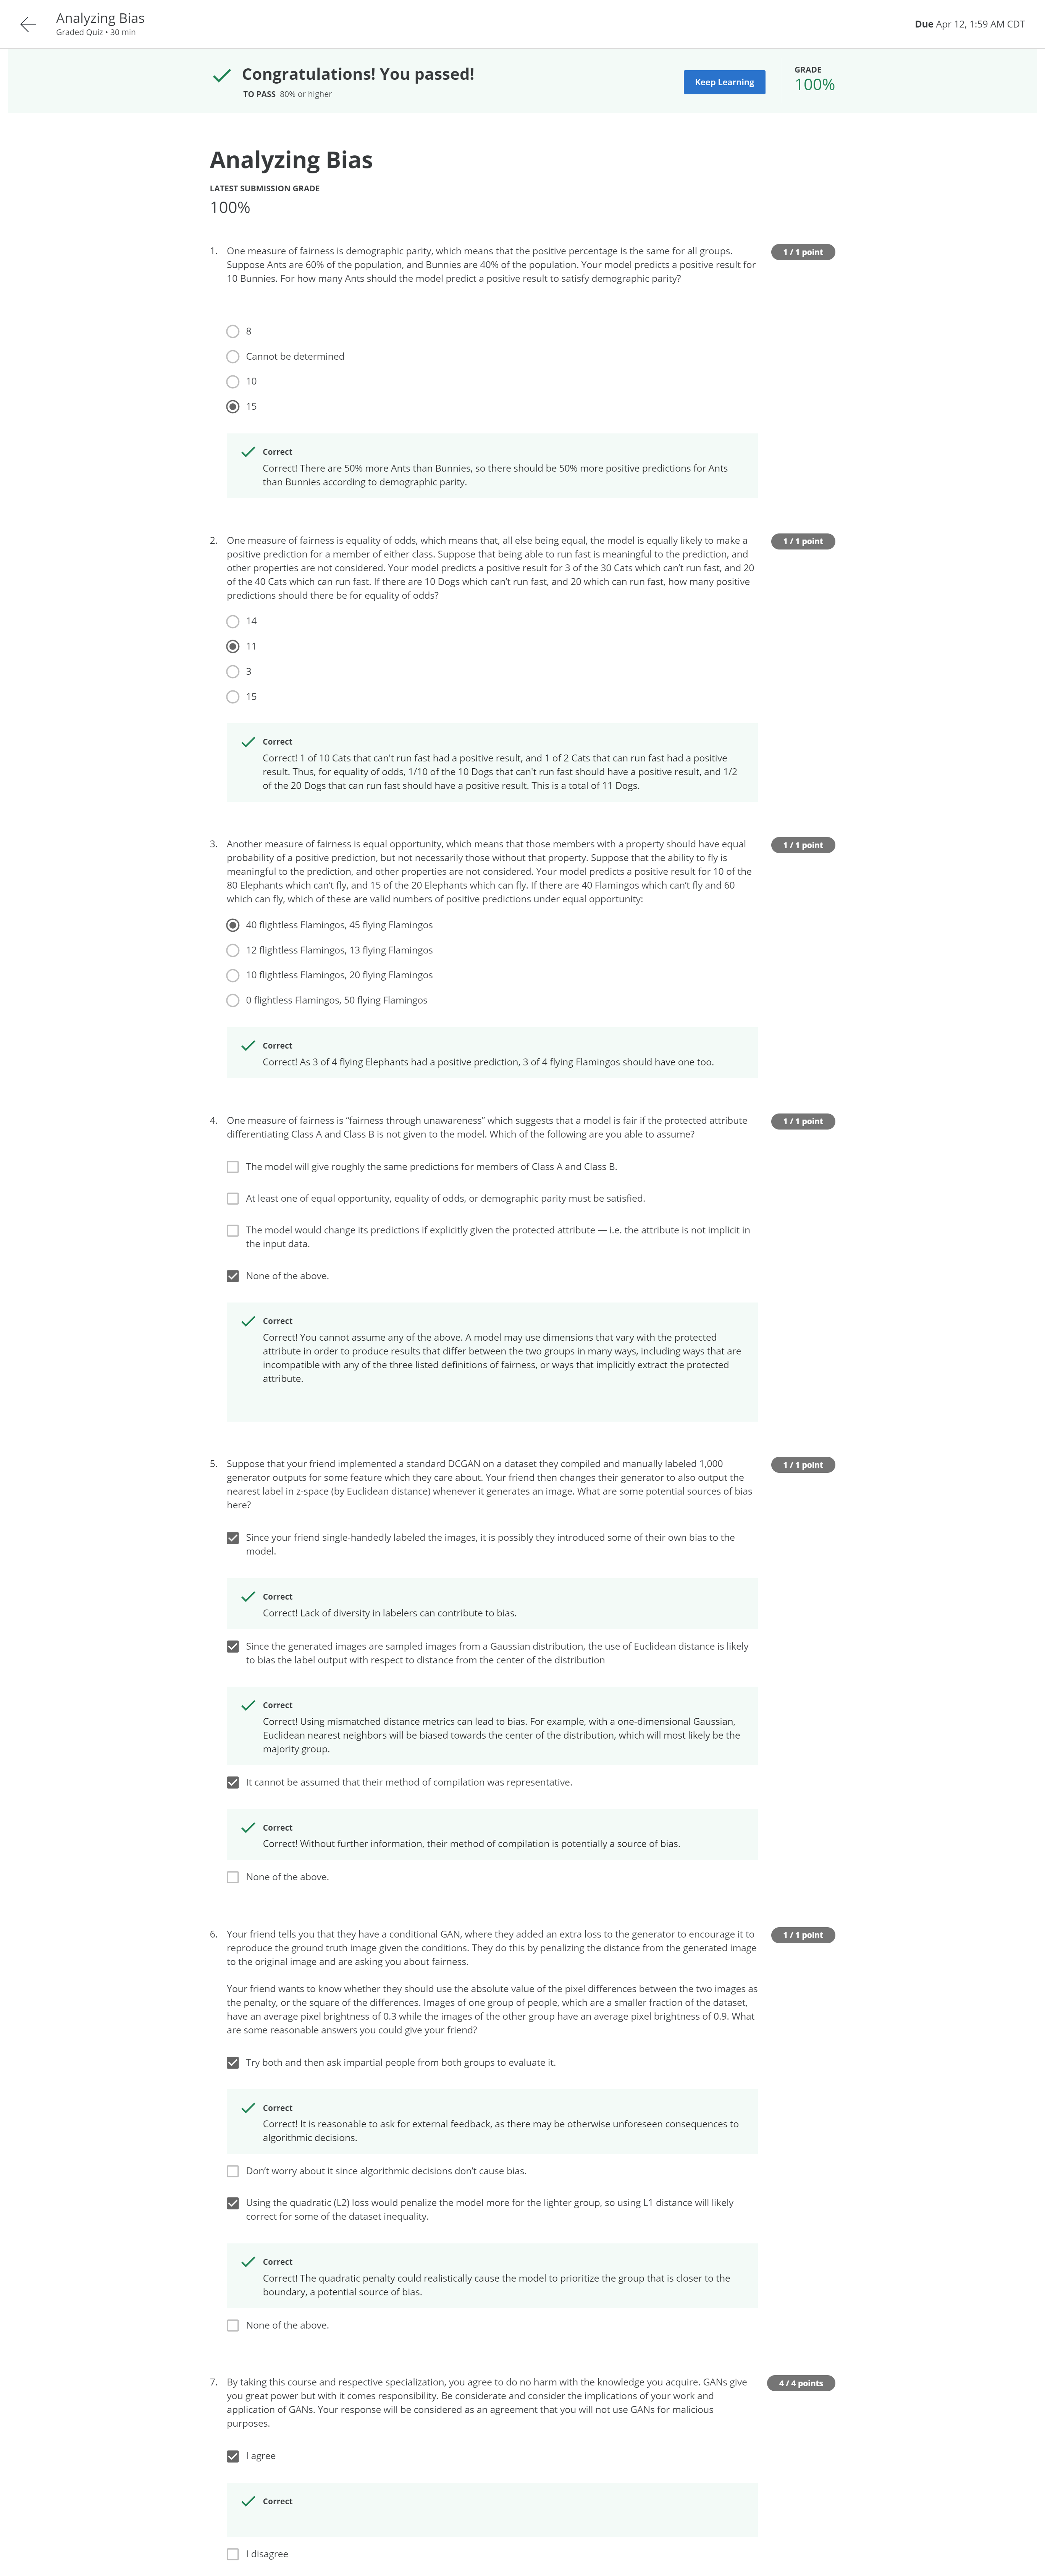 Analyzing Bias
Graded Quiz • 30 min
Due Apr 12, 1:59 AM CDT
Congratulations! You passed!
TO PASS 80% or higher
Keep Learning
GRADE
100%
Analyzing Bias
LATEST SUBMISSION GRADE
100%
1. One measure of fairness is demographic parity, which means that the positive percentage is the same for all groups.
Suppose Ants are 60% of the population, and Bunnies are 40% of the population. Your model predicts a positive result for
10 Bunnies. For how many Ants should the model predict a positive result to satisfy demographic parity?
1 / 1 point
8
Cannot be determined
10
15
Correct
Correct! There are 50% more Ants than Bunnies, so there should be 50% more positive predictions for Ants
than Bunnies according to demographic parity.
2. One measure of fairness is equality of odds, which means that, all else being equal, the model is equally likely to make a
positive prediction for a member of either class. Suppose that being able to run fast is meaningful to the prediction, and
other properties are not considered. Your model predicts a positive result for 3 of the 30 Cats which can't run fast, and 20
of the 40 Cats which can run fast. If there are 10 Dogs which can't run fast, and 20 which can run fast, how many positive
predictions should there be for equality of odds?
1 / 1 point
14
11
3
15
Correct
Correct! 1 of 10 Cats that can't run fast had a positive result, and 1 of 2 Cats that can run fast had a positive
result. Thus, for equality of odds, 1/10 of the 10 Dogs that can't run fast should have a positive result, and 1/2
of the 20 Dogs that can run fast should have a positive result. This is a total of 11 Dogs.
3. Another measure of fairness is equal opportunity, which means that those members with a property should have equal
probability of a positive prediction, but not necessarily those without that property. Suppose that the ability to fly is
meaningful to the prediction, and other properties are not considered. Your model predicts a positive result for 10 of the
80 Elephants which can't fly, and 15 of the 20 Elephants which can fly. If there are 40 Flamingos which can't fly and 60
which can fly, which of these are valid numbers of positive predictions under equal opportunity:
1 / 1 point
40 flightless Flamingos, 45 flying Flamingos
12 flightless Flamingos, 13 flying Flamingos
10 flightless Flamingos, 20 flying Flamingos
0 flightless Flamingos, 50 flying Flamingos
Correct
Correct! As 3 of 4 flying Elephants had a positive prediction, 3 of 4 flying Flamingos should have one too.
4. One measure of fairness is “fairness through unawareness” which suggests that a model is fair if the protected attribute
differentiating Class A and Class B is not given to the model. Which of the following are you able to assume?
1 / 1 point
The model will give roughly the same predictions for members of Class A and Class B.
At least one of equal opportunity, equality of odds, or demographic parity must be satisfied.
The model would change its predictions if explicitly given the protected attribute — i.e. the attribute is not implicit in
the input data.
None of the above.
Correct
Correct! You cannot assume any of the above. A model may use dimensions that vary with the protected
attribute in order to produce results that differ between the two groups in many ways, including ways that are
incompatible with any of the three listed definitions of fairness, or ways that implicitly extract the protected
attribute.
5. Suppose that your friend implemented a standard DCGAN on a dataset they compiled and manually labeled 1,000
generator outputs for some feature which they care about. Your friend then changes their generator to also output the
nearest label in z-space (by Euclidean distance) whenever it generates an image. What are some potential sources of bias
here?
1 / 1 point
Since your friend single-handedly labeled the images, it is possibly they introduced some of their own bias to the
model.
Correct
Correct! Lack of diversity in labelers can contribute to bias.
Since the generated images are sampled images from a Gaussian distribution, the use of Euclidean distance is likely
to bias the label output with respect to distance from the center of the distribution
Correct
Correct! Using mismatched distance metrics can lead to bias. For example, with a one-dimensional Gaussian,
Euclidean nearest neighbors will be biased towards the center of the distribution, which will most likely be the
majority group.
It cannot be assumed that their method of compilation was representative.
Correct
Correct! Without further information, their method of compilation is potentially a source of bias.
None of the above.
6. Your friend tells you that they have a conditional GAN, where they added an extra loss to the generator to encourage it to
reproduce the ground truth image given the conditions. They do this by penalizing the distance from the generated image
to the original image and are asking you about fairness.
1 / 1 point
Your friend wants to know whether they should use the absolute value of the pixel differences between the two images as
the penalty, or the square of the differences. Images of one group of people, which are a smaller fraction of the dataset,
have an average pixel brightness of 0.3 while the images of the other group have an average pixel brightness of 0.9. What
are some reasonable answers you could give your friend?
Try both and then ask impartial people from both groups to evaluate it.
Correct
Correct! It is reasonable to ask for external feedback, as there may be otherwise unforeseen consequences to
algorithmic decisions.
Don't worry about it since algorithmic decisions don't cause bias.
Using the quadratic (L2) loss would penalize the model more for the lighter group, so using L1 distance will likely
correct for some of the dataset inequality.
Correct
Correct! The quadratic penalty could realistically cause the model to prioritize the group that is closer to the
boundary, a potential source of bias.
None of the above.
7. By taking this course and respective specialization, you agree to do no harm with the knowledge you acquire. GANs give
you great power but with it comes responsibility. Be considerate and consider the implications of your work and
application of GANs. Your response will be considered as an agreement that you will not use GANs for malicious
purposes.
4 / 4 points
I agree
Correct
I disagree